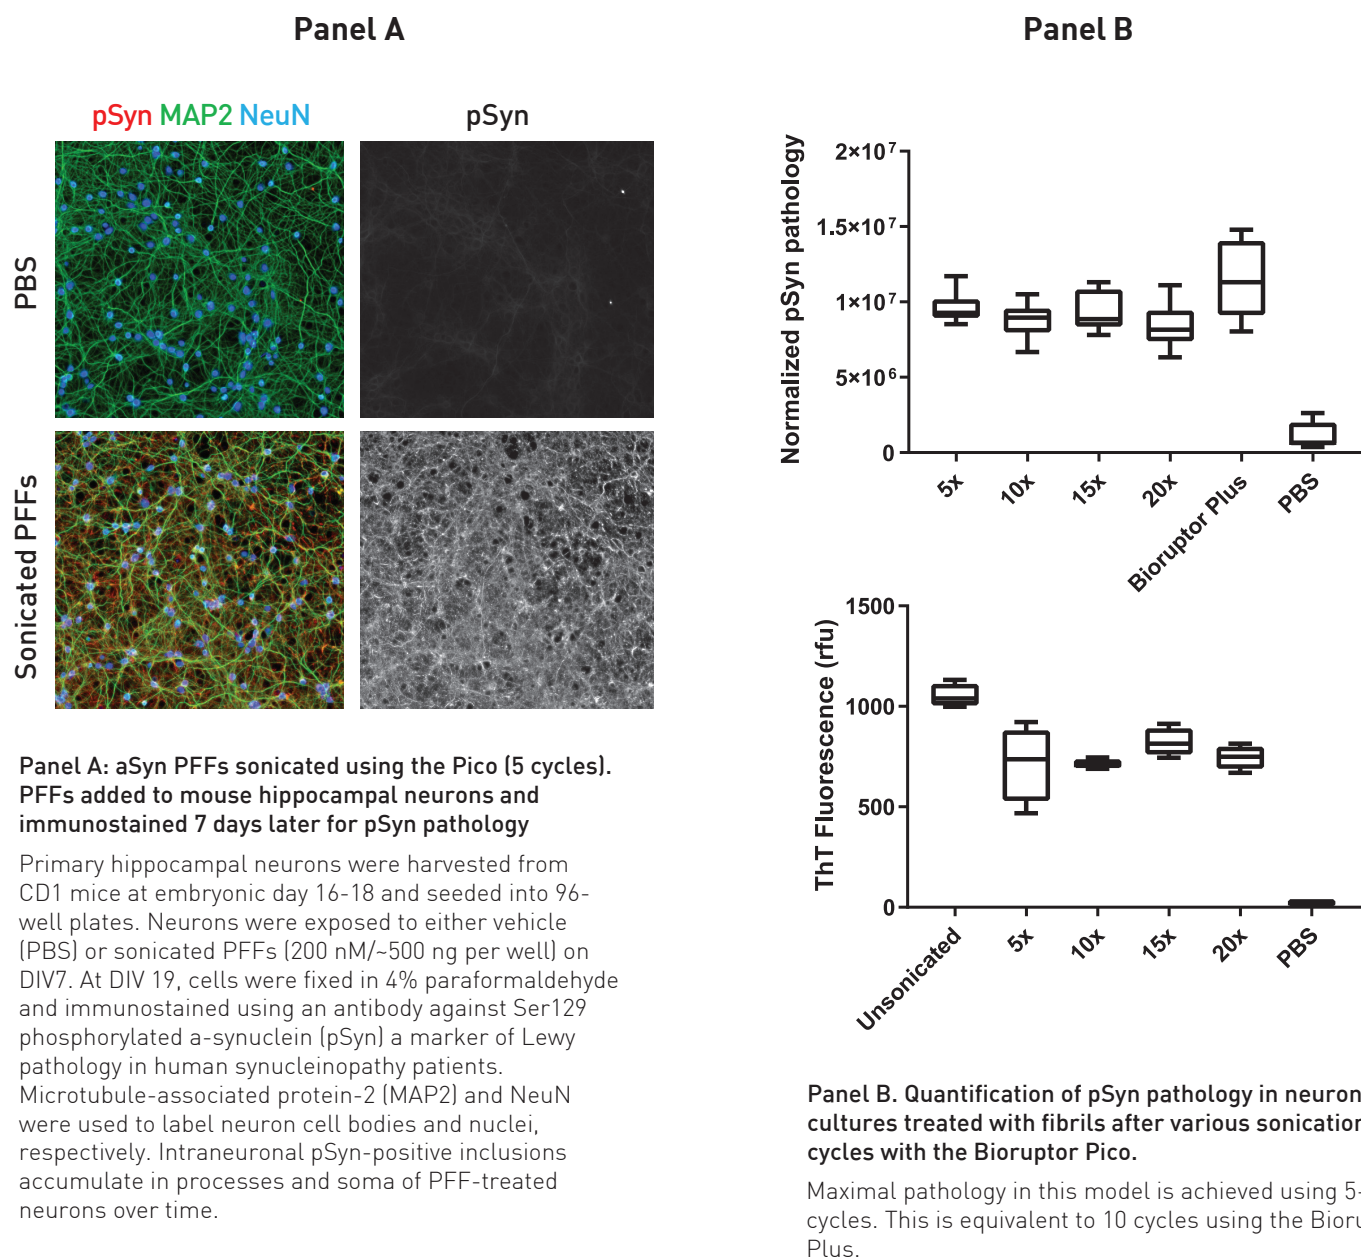 Panel A
pSyn MAP2 NeuN
pSyn
PBS
Sonicated PFFs
Panel A: aSyn PFFs sonicated using the Pico (5 cycles).
PFFs added to mouse hippocampal neurons and
immunostained 7 days later for pSyn pathology
Primary hippocampal neurons were harvested from
CD1 mice at embryonic day 16-18 and seeded into 96-
well plates. Neurons were exposed to either vehicle
(PBS) or sonicated PFFs (200 nM/~500 ng per well) on
DIV7. At DIV 19, cells were fixed in 4% paraformaldehyde
and immunostained using an antibody against Ser129
phosphorylated a-synuclein (pSyn) a marker of Lewy
pathology in human synucleinopathy patients.
Microtubule-associated protein-2 (MAP2) and NeuN
were used to label neuron cell bodies and nuclei,
respectively. Intraneuronal pSyn-positive inclusions
accumulate in processes and soma of PFF-treated
neurons over time.
Panel B
Normalized pSyn pathology
2×10⁷
1.5×10⁷
1×10⁷
5×10⁶
0
5x
10x
15x
20x
Bioruptor Plus
PBS
ThT Fluorescence (rfu)
1500
1000
500
0
Unsonicated
5x
10x
15x
20x
PBS
Panel B. Quantification of pSyn pathology in neuron
cultures treated with fibrils after various sonication
cycles with the Bioruptor Pico.
Maximal pathology in this model is achieved using 5-
cycles. This is equivalent to 10 cycles using the Bioru
Plus.